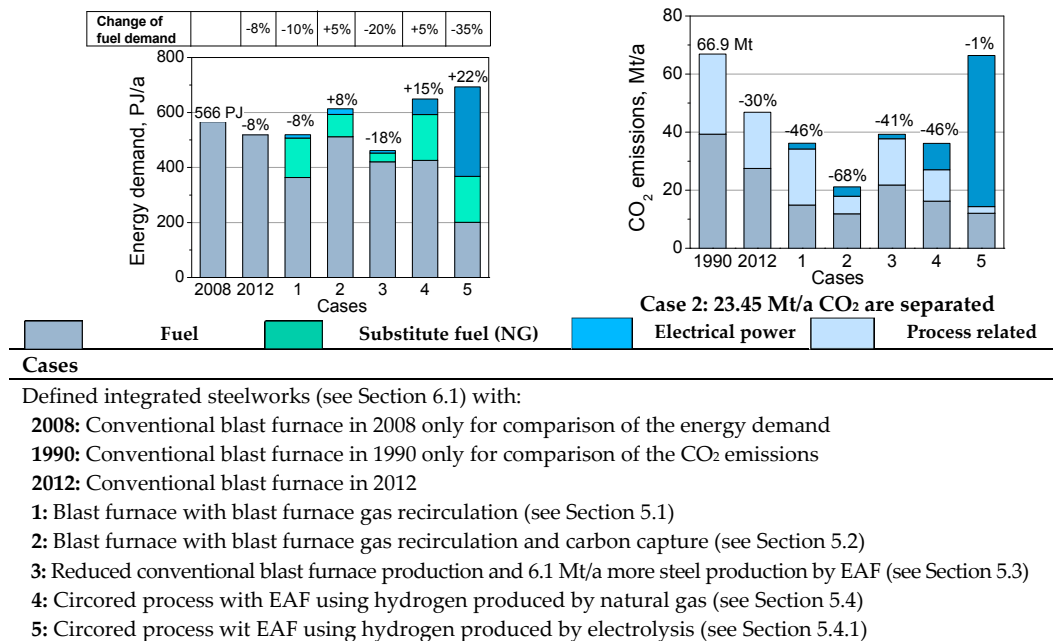 Change of
fuel demand
-8% -10% +5% -20% +5% -35%
Energy demand, PJ/a
800
600
400
200
0
566 PJ
-8%
-8%
+8%
-18%
+15%
+22%
2008 2012 1 2 3 4 5
Cases
CO2 emissions, Mt/a
80
60
40
20
0
66.9 Mt
-30%
-46%
-68%
-41%
-46%
-1%
1990 2012 1 2 3 4 5
Cases
Case 2: 23.45 Mt/a CO2 are separated
Fuel Substitute fuel (NG) Electrical power Process related
Cases
Defined integrated steelworks (see Section 6.1) with:
2008: Conventional blast furnace in 2008 only for comparison of the energy demand
1990: Conventional blast furnace in 1990 only for comparison of the CO2 emissions
2012: Conventional blast furnace in 2012
1: Blast furnace with blast furnace gas recirculation (see Section 5.1)
2: Blast furnace with blast furnace gas recirculation and carbon capture (see Section 5.2)
3: Reduced conventional blast furnace production and 6.1 Mt/a more steel production by EAF (see Section 5.3)
4: Circored process with EAF using hydrogen produced by natural gas (see Section 5.4)
5: Circored process wit EAF using hydrogen produced by electrolysis (see Section 5.4.1)